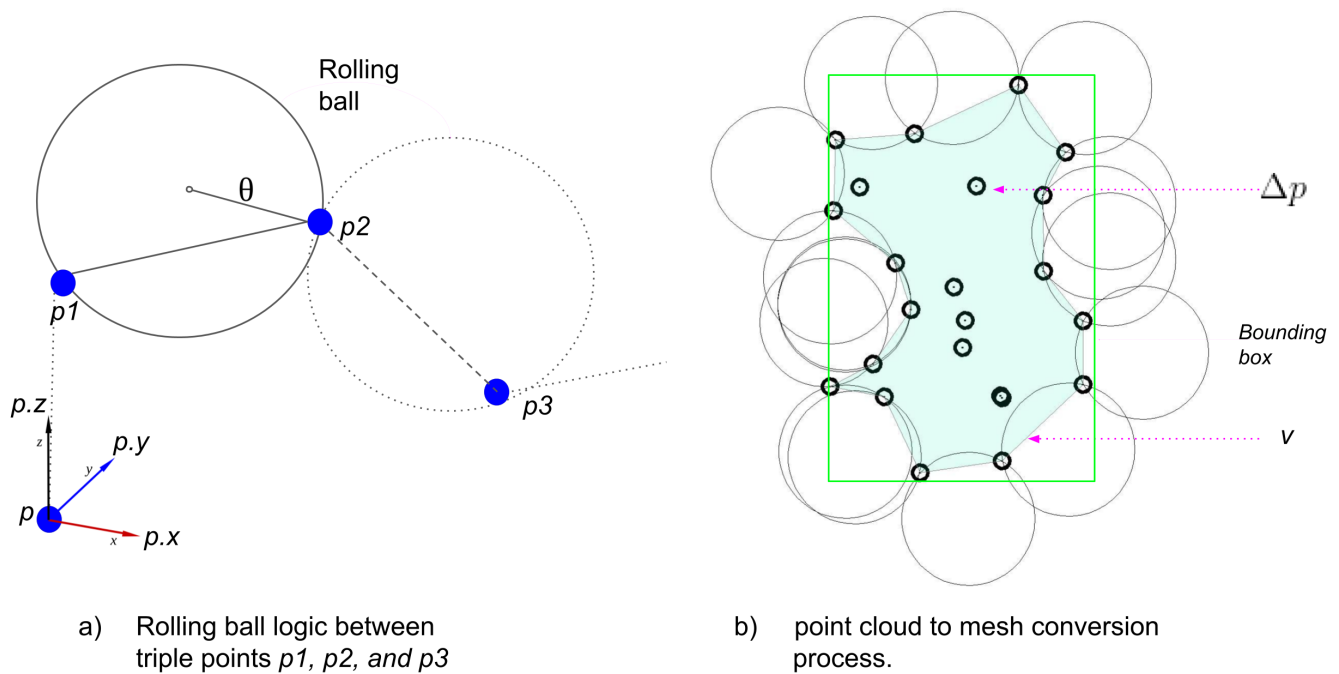 Rolling
ball
θ
p2
p1
p3
p.z
z
p.y
y
p
x
p.x
Δp
Bounding
box
v
a) Rolling ball logic between
triple points p1, p2, and p3
b) point cloud to mesh conversion
process.